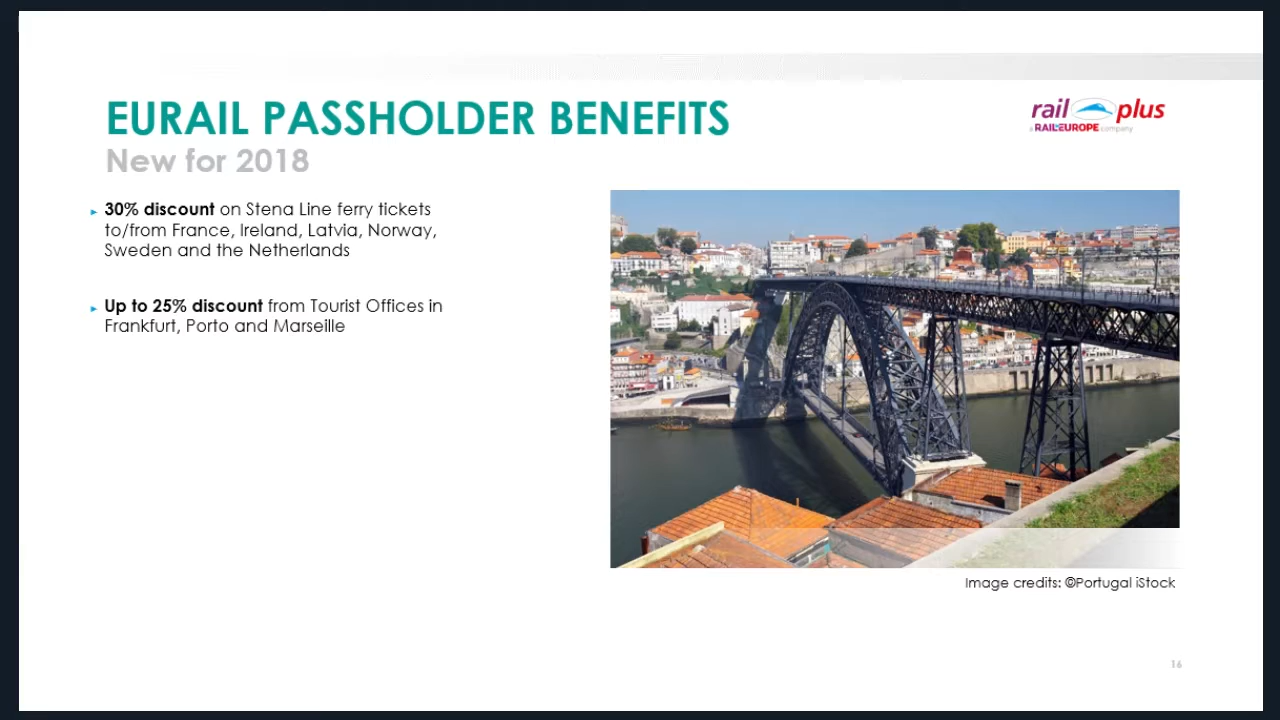 EURAIL PASSHOLDER BENEFITS
New for 2018
rail plus
a RAILEUROPE company
► 30% discount on Stena Line ferry tickets
to/from France, Ireland, Latvia, Norway,
Sweden and the Netherlands
► Up to 25% discount from Tourist Offices in
Frankfurt, Porto and Marseille
Image credits: ©Portugal iStock
16